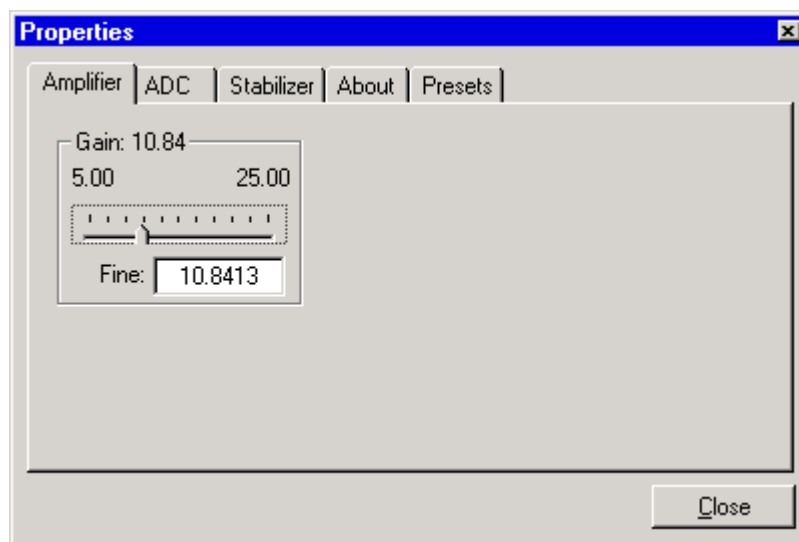 Properties
Amplifier ADC Stabilizer About Presets
Gain: 10.84
5.00 25.00
Fine: 10.8413
Close